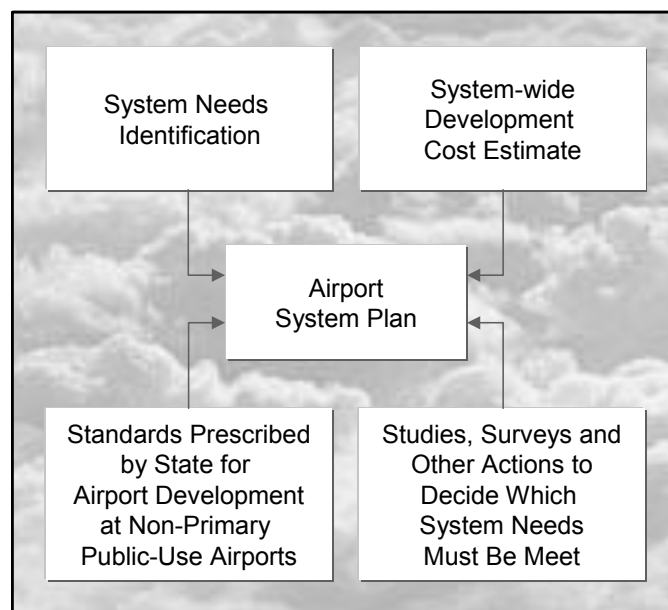 System Needs
Identification
System-wide
Development
Cost Estimate
Airport
System Plan
Standards Prescribed
by State for
Airport Development
at Non-Primary
Public-Use Airports
Studies, Surveys and
Other Actions to
Decide Which
System Needs
Must Be Meet